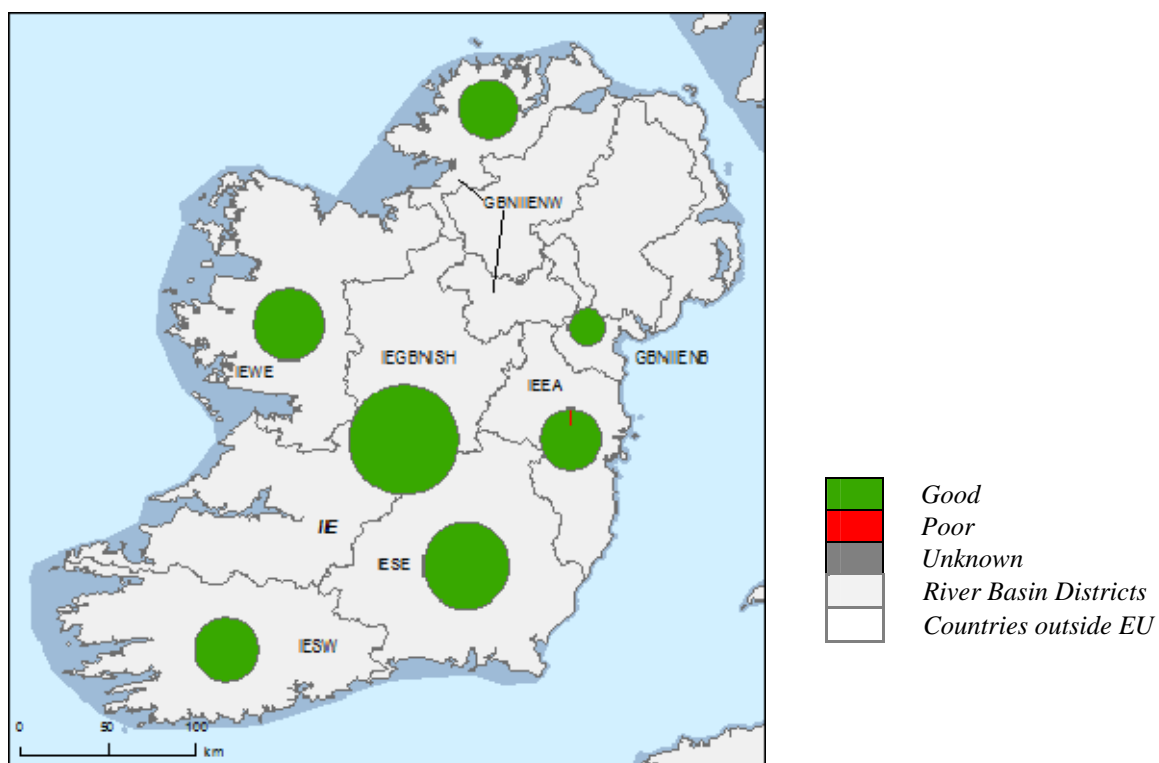 GBNIIENW
IEGBNISH
GBNIIENB
IEWE
IEEA
IE
IESE
IESW
0 50 100
km
Good
Poor
Unknown
River Basin Districts
Countries outside EU